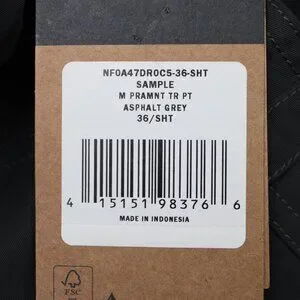 NF0A47DR0C5-36-SHT
SAMPLE
M PRAMNT TR PT
ASPHALT GREY
36/SHT
4 15151 98376 6
MADE IN INDONESIA
FSC